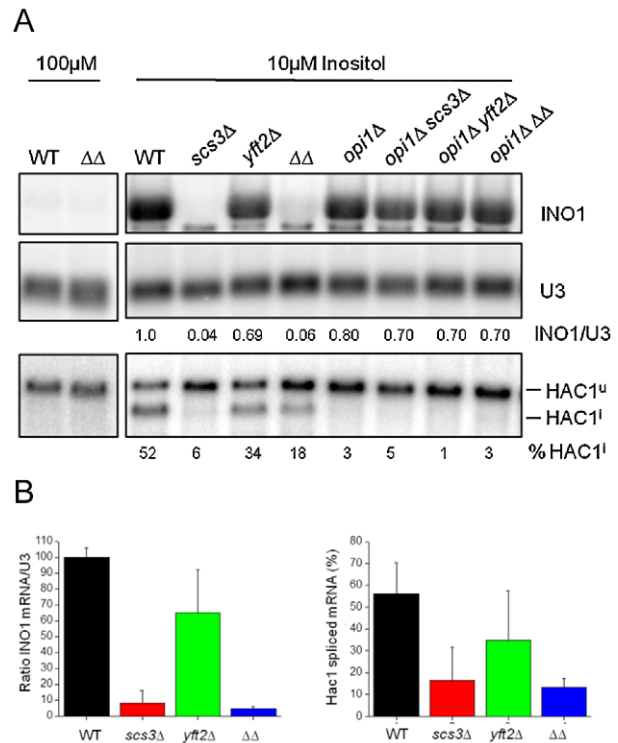 A
100µM
10µM Inositol
WT
ΔΔ
WT
scs3Δ
yft2Δ
ΔΔ
opi1Δ
opi1Δ scs3Δ
opi1Δ yft2Δ
opi1Δ ΔΔ
INO1
U3
1.0 0.04 0.69 0.06 0.80 0.70 0.70 0.70 INO1/U3
HAC1ᵘ
HAC1ⁱ
52 6 34 18 3 5 1 3 % HAC1ⁱ
B
Ratio INO1 mRNA/U3
110
100
90
80
70
60
50
40
30
20
10
0
WT scs3Δ yft2Δ ΔΔ
Hac1 spliced mRNA (%)
80
70
60
50
40
30
20
10
0
WT scs3Δ yft2Δ ΔΔ